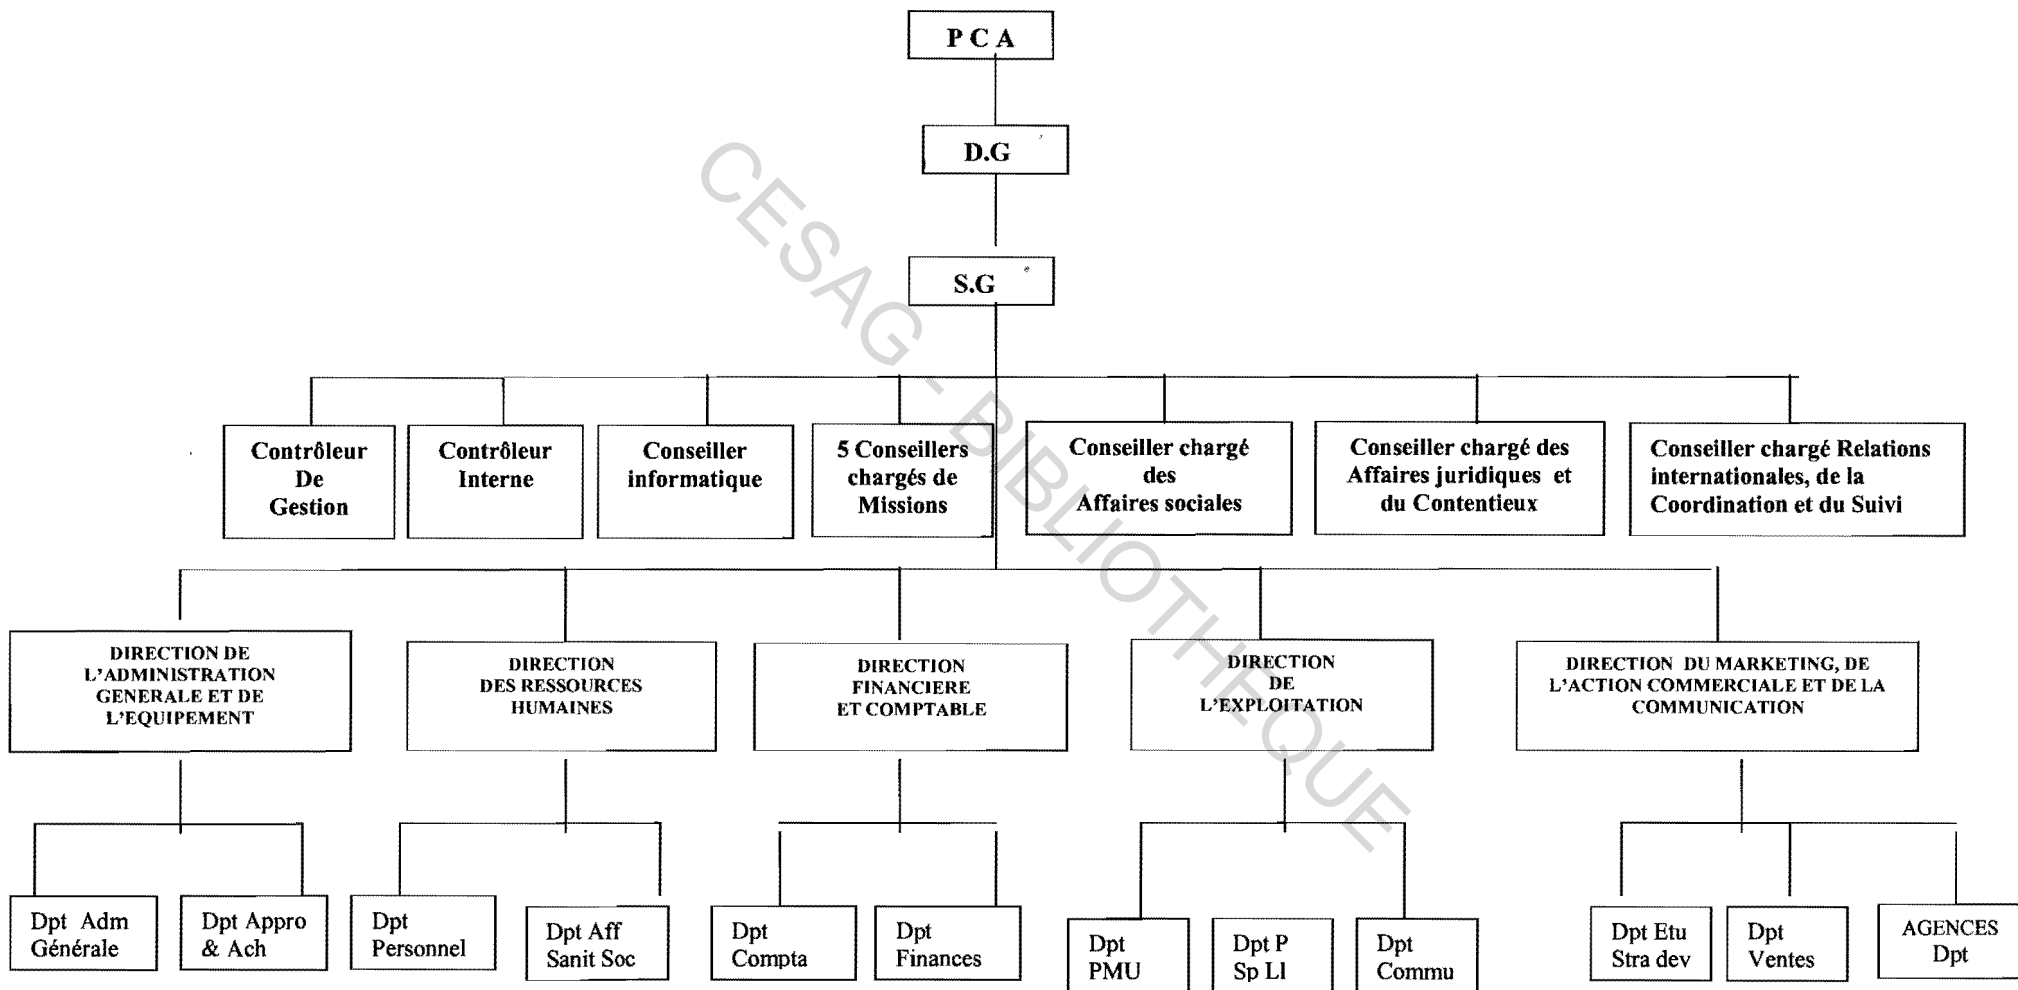 P C A
D.G
S.G
Contrôleur
De
Gestion
Contrôleur
Interne
Conseiller
informatique
5 Conseillers
chargés de
Missions
Conseiller chargé
des
Affaires sociales
Conseiller chargé des
Affaires juridiques et
du Contentieux
Conseiller chargé Relations
internationales, de la
Coordination et du Suivi
DIRECTION DE
L'ADMINISTRATION
GENERALE ET DE
L'EQUIPEMENT
DIRECTION
DES RESSOURCES
HUMAINES
DIRECTION
FINANCIERE
ET COMPTABLE
DIRECTION
DE
L'EXPLOITATION
DIRECTION DU MARKETING, DE
L'ACTION COMMERCIALE ET DE LA
COMMUNICATION
Dpt Adm
Générale
Dpt Appro
& Ach
Dpt
Personnel
Dpt Aff
Sanit Soc
Dpt
Compta
Dpt
Finances
Dpt
PMU
Dpt P
Sp LI
Dpt
Commu
Dpt Etu
Stra dev
Dpt
Ventes
AGENCES
Dpt
CESAG - BIBLIOTHEQUE